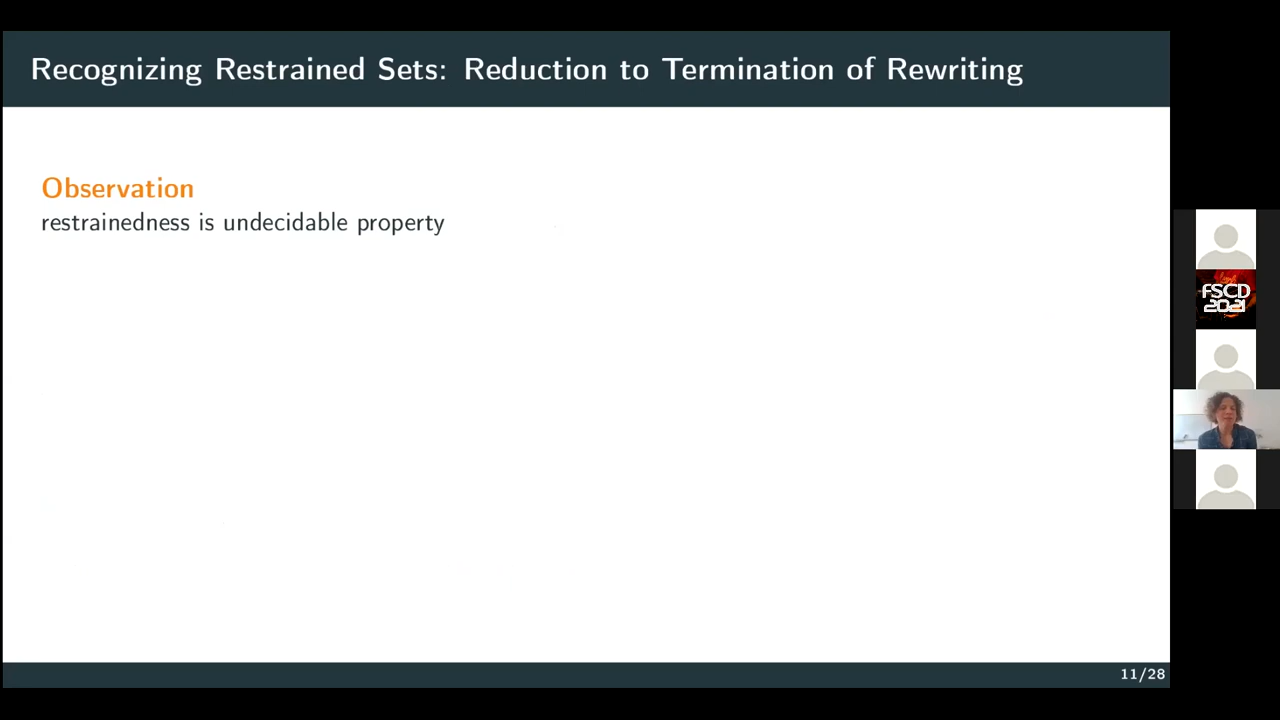 Recognizing Restrained Sets: Reduction to Termination of Rewriting
Observation
restrainedness is undecidable property
FSCD
2021
11/28